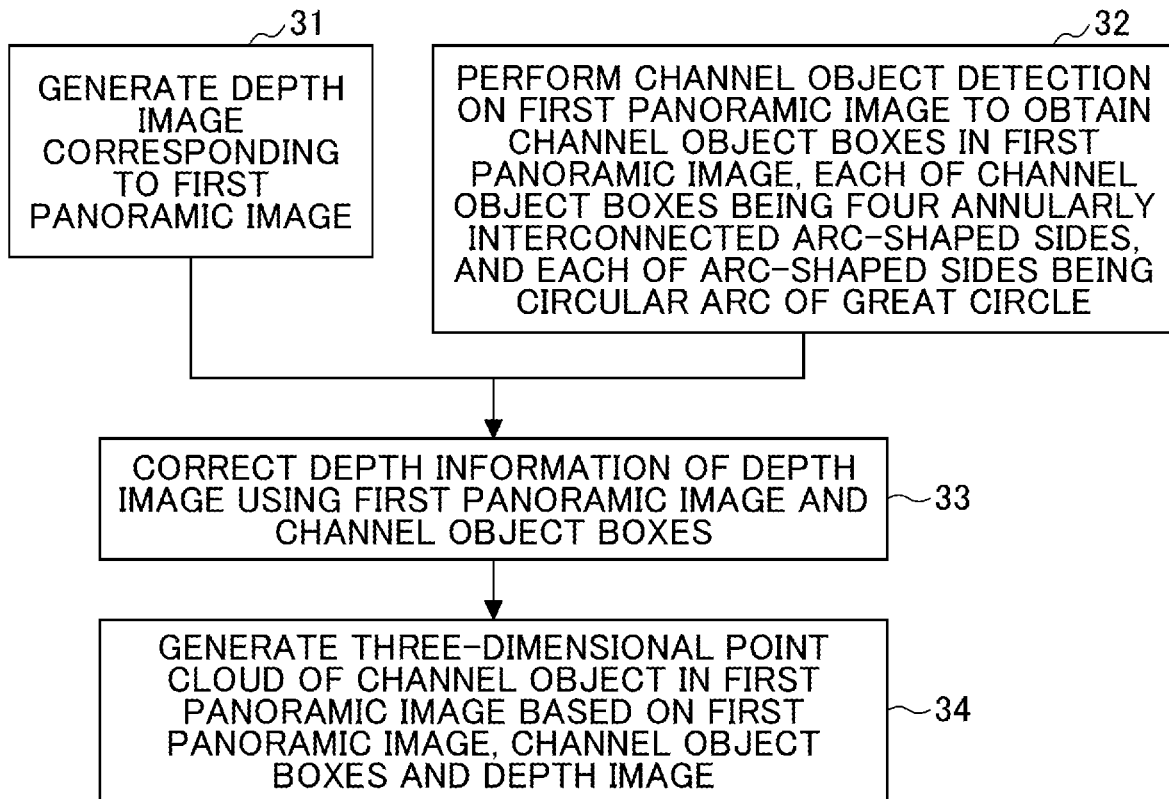 31
GENERATE DEPTH
IMAGE
CORRESPONDING
TO FIRST
PANORAMIC IMAGE
32
PERFORM CHANNEL OBJECT DETECTION
ON FIRST PANORAMIC IMAGE TO OBTAIN
CHANNEL OBJECT BOXES IN FIRST
PANORAMIC IMAGE, EACH OF CHANNEL
OBJECT BOXES BEING FOUR ANNULARLY
INTERCONNECTED ARC-SHAPED SIDES,
AND EACH OF ARC-SHAPED SIDES BEING
CIRCULAR ARC OF GREAT CIRCLE
CORRECT DEPTH INFORMATION OF DEPTH
IMAGE USING FIRST PANORAMIC IMAGE AND
CHANNEL OBJECT BOXES
33
GENERATE THREE-DIMENSIONAL POINT
CLOUD OF CHANNEL OBJECT IN FIRST
PANORAMIC IMAGE BASED ON FIRST
PANORAMIC IMAGE, CHANNEL OBJECT
BOXES AND DEPTH IMAGE
34